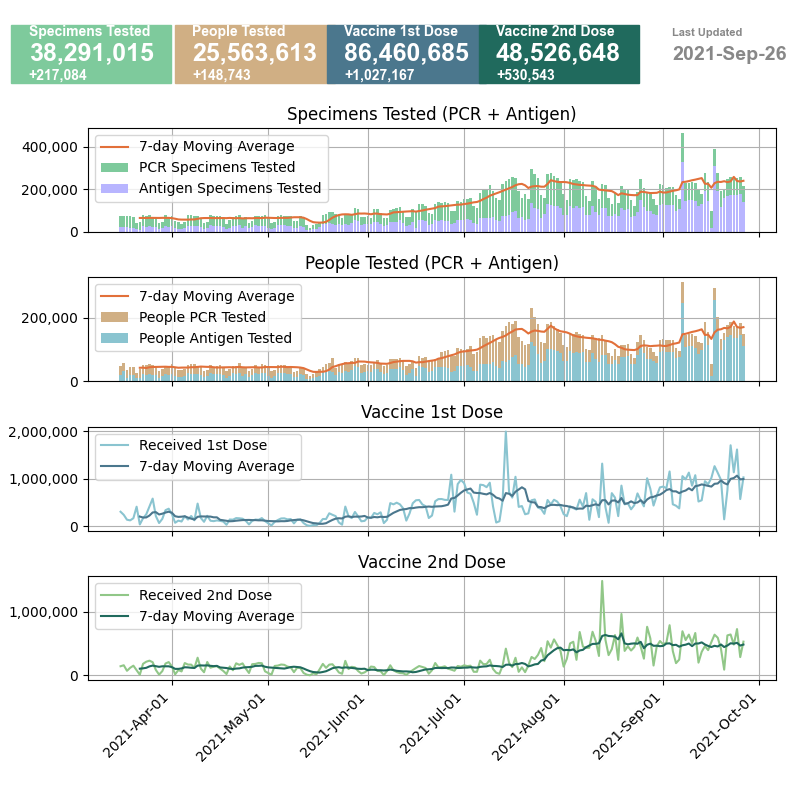 Specimens Tested
38,291,015
+217,084
People Tested
25,563,613
+148,743
Vaccine 1st Dose
86,460,685
+1,027,167
Vaccine 2nd Dose
48,526,648
+530,543
Last Updated
2021-Sep-26
Specimens Tested (PCR + Antigen)
7-day Moving Average
PCR Specimens Tested
Antigen Specimens Tested
400,000
200,000
0
People Tested (PCR + Antigen)
7-day Moving Average
People PCR Tested
People Antigen Tested
200,000
0
Vaccine 1st Dose
Received 1st Dose
7-day Moving Average
2,000,000
1,000,000
0
Vaccine 2nd Dose
Received 2nd Dose
7-day Moving Average
1,000,000
0
2021-Apr-01
2021-May-01
2021-Jun-01
2021-Jul-01
2021-Aug-01
2021-Sep-01
2021-Oct-01